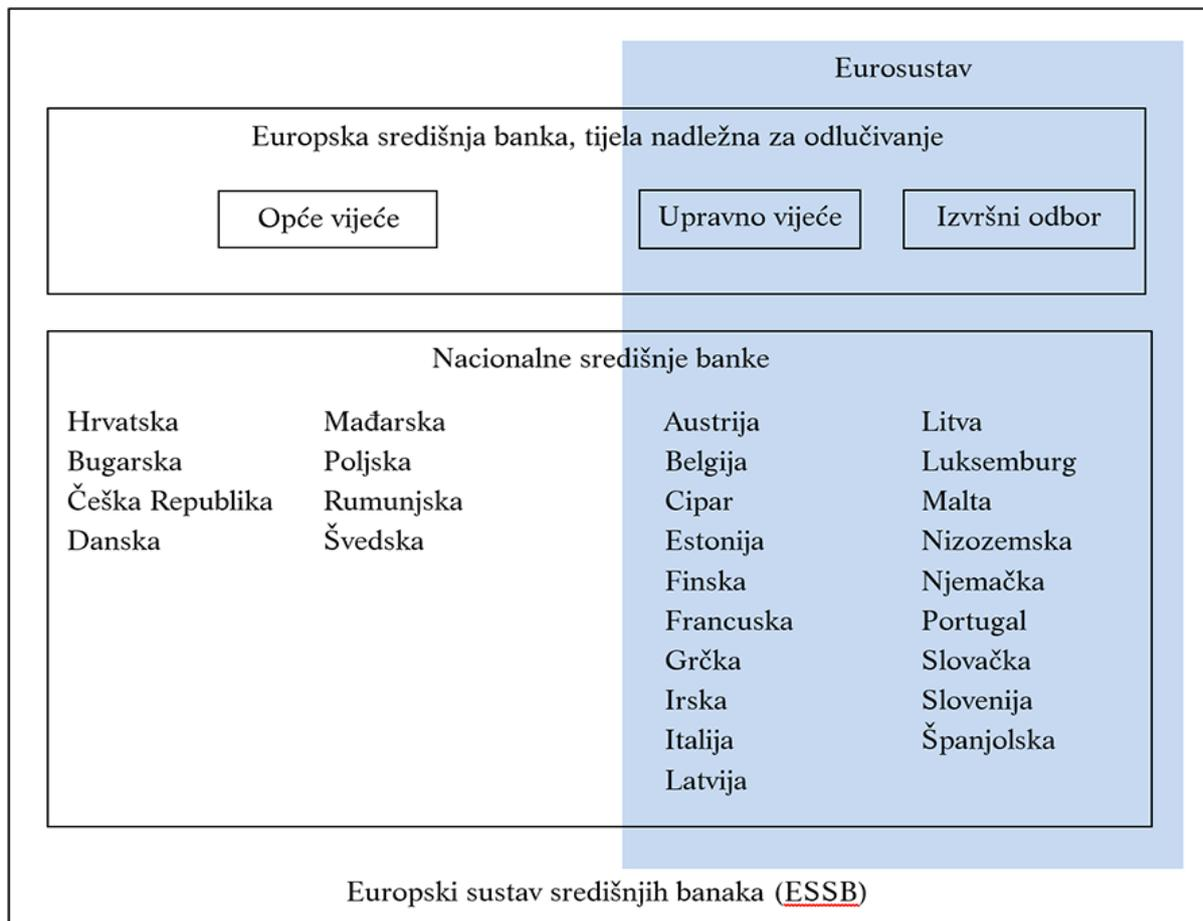 Eurosustav
Europska središnja banka, tijela nadležna za odlučivanje
Opće vijeće
Upravno vijeće
Izvršni odbor
Nacionalne središnje banke
Hrvatska
Bugarska
Češka Republika
Danska
Mađarska
Poljska
Rumunjska
Švedska
Austrija
Belgija
Cipar
Estonija
Finska
Francuska
Grčka
Irska
Italija
Latvija
Litva
Luksemburg
Malta
Nizozemska
Njemačka
Portugal
Slovačka
Slovenija
Španjolska
Europski sustav središnjih banaka (ESSB)